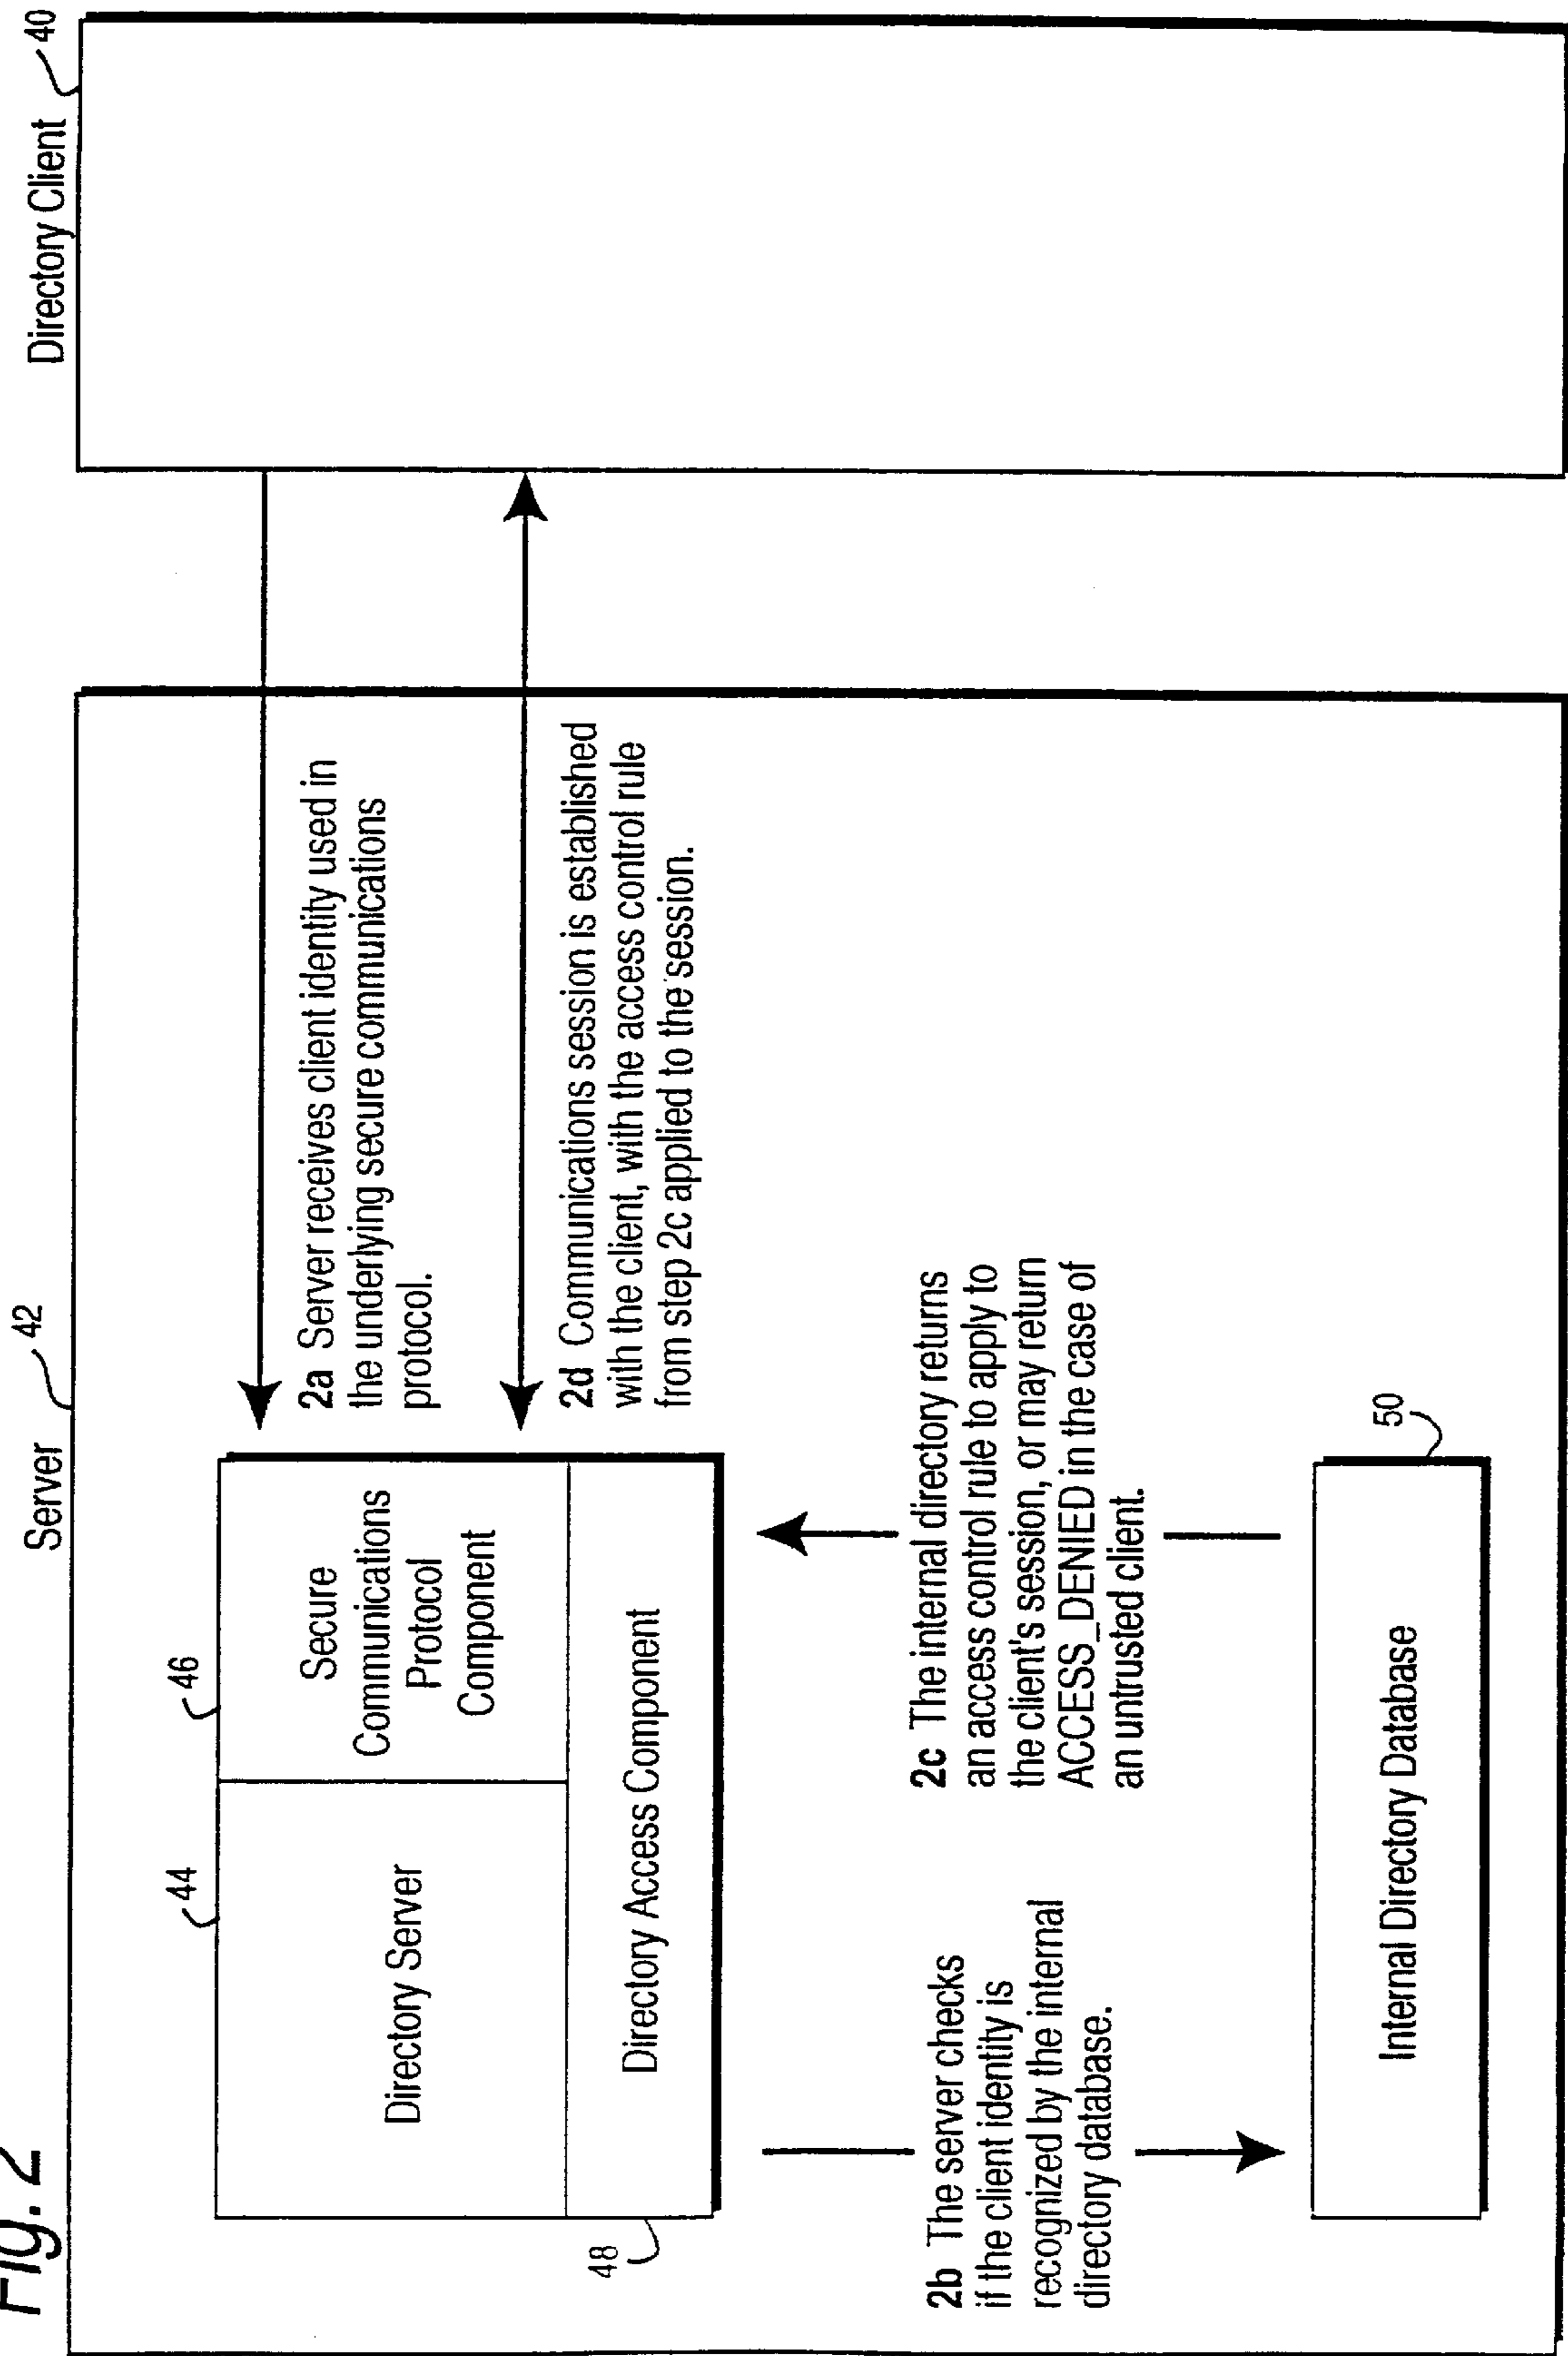 Fig. 2
Server
42
Directory Client
40
44
Directory Server
46
Secure
Communications
Protocol
Component
Directory Access Component
48
2a Server receives client identity used in
the underlying secure communications
protocol.
2d Communications session is established
with the client, with the access control rule
from step 2c applied to the session.
2b The server checks
if the client identity is
recognized by the internal
directory database.
2c The internal directory returns
an access control rule to apply to
the client's session, or may return
ACCESS_DENIED in the case of
an untrusted client.
Internal Directory Database
50